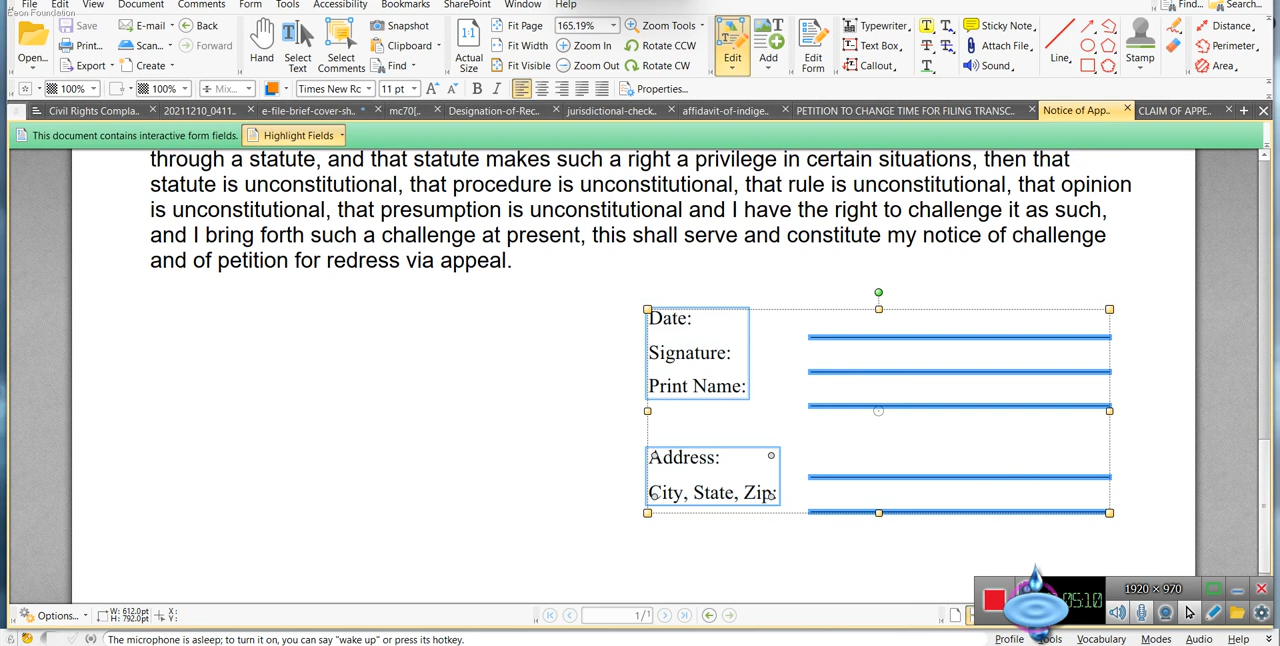 File Edit View Document Comments Form Tools Accessibility Bookmarks SharePoint Window Help Find... Search...
Eeon Foundation
Open... Save Print... Export E-mail Scan... Create Back Forward Hand Select Text Select Comments Snapshot Clipboard Find Actual Size Fit Page Fit Width Fit Visible 165.19% Zoom In Zoom Out Zoom Tools Rotate CCW Rotate CW Edit Add Edit Form Typewriter Text Box Callout Sticky Note Attach File Sound Line Stamp Distance Perimeter Area
100% 100% Mix... Times New Ro 11 pt B I Properties...
Civil Rights Compla.. 20211210_0411.. e-file-brief-cover-sh.. * mc70[.. Designation-of-Rec.. jurisdictional-check.. affidavit-of-indige.. PETITION TO CHANGE TIME FOR FILING TRANSC.. Notice of App.. CLAIM OF APPE..
This document contains interactive form fields. Highlight Fields
through a statute, and that statute makes such a right a privilege in certain situations, then that
statute is unconstitutional, that procedure is unconstitutional, that rule is unconstitutional, that opinion
is unconstitutional, that presumption is unconstitutional and I have the right to challenge it as such,
and I bring forth such a challenge at present, this shall serve and constitute my notice of challenge
and of petition for redress via appeal.
Date:
Signature:
Print Name:
Address:
City, State, Zip:
1920 × 970
05:10
Options... W: 612.0pt H: 792.0pt X: Y: 1/1
The microphone is asleep; to turn it on, you can say "wake up" or press its hotkey. Profile Tools Vocabulary Modes Audio Help